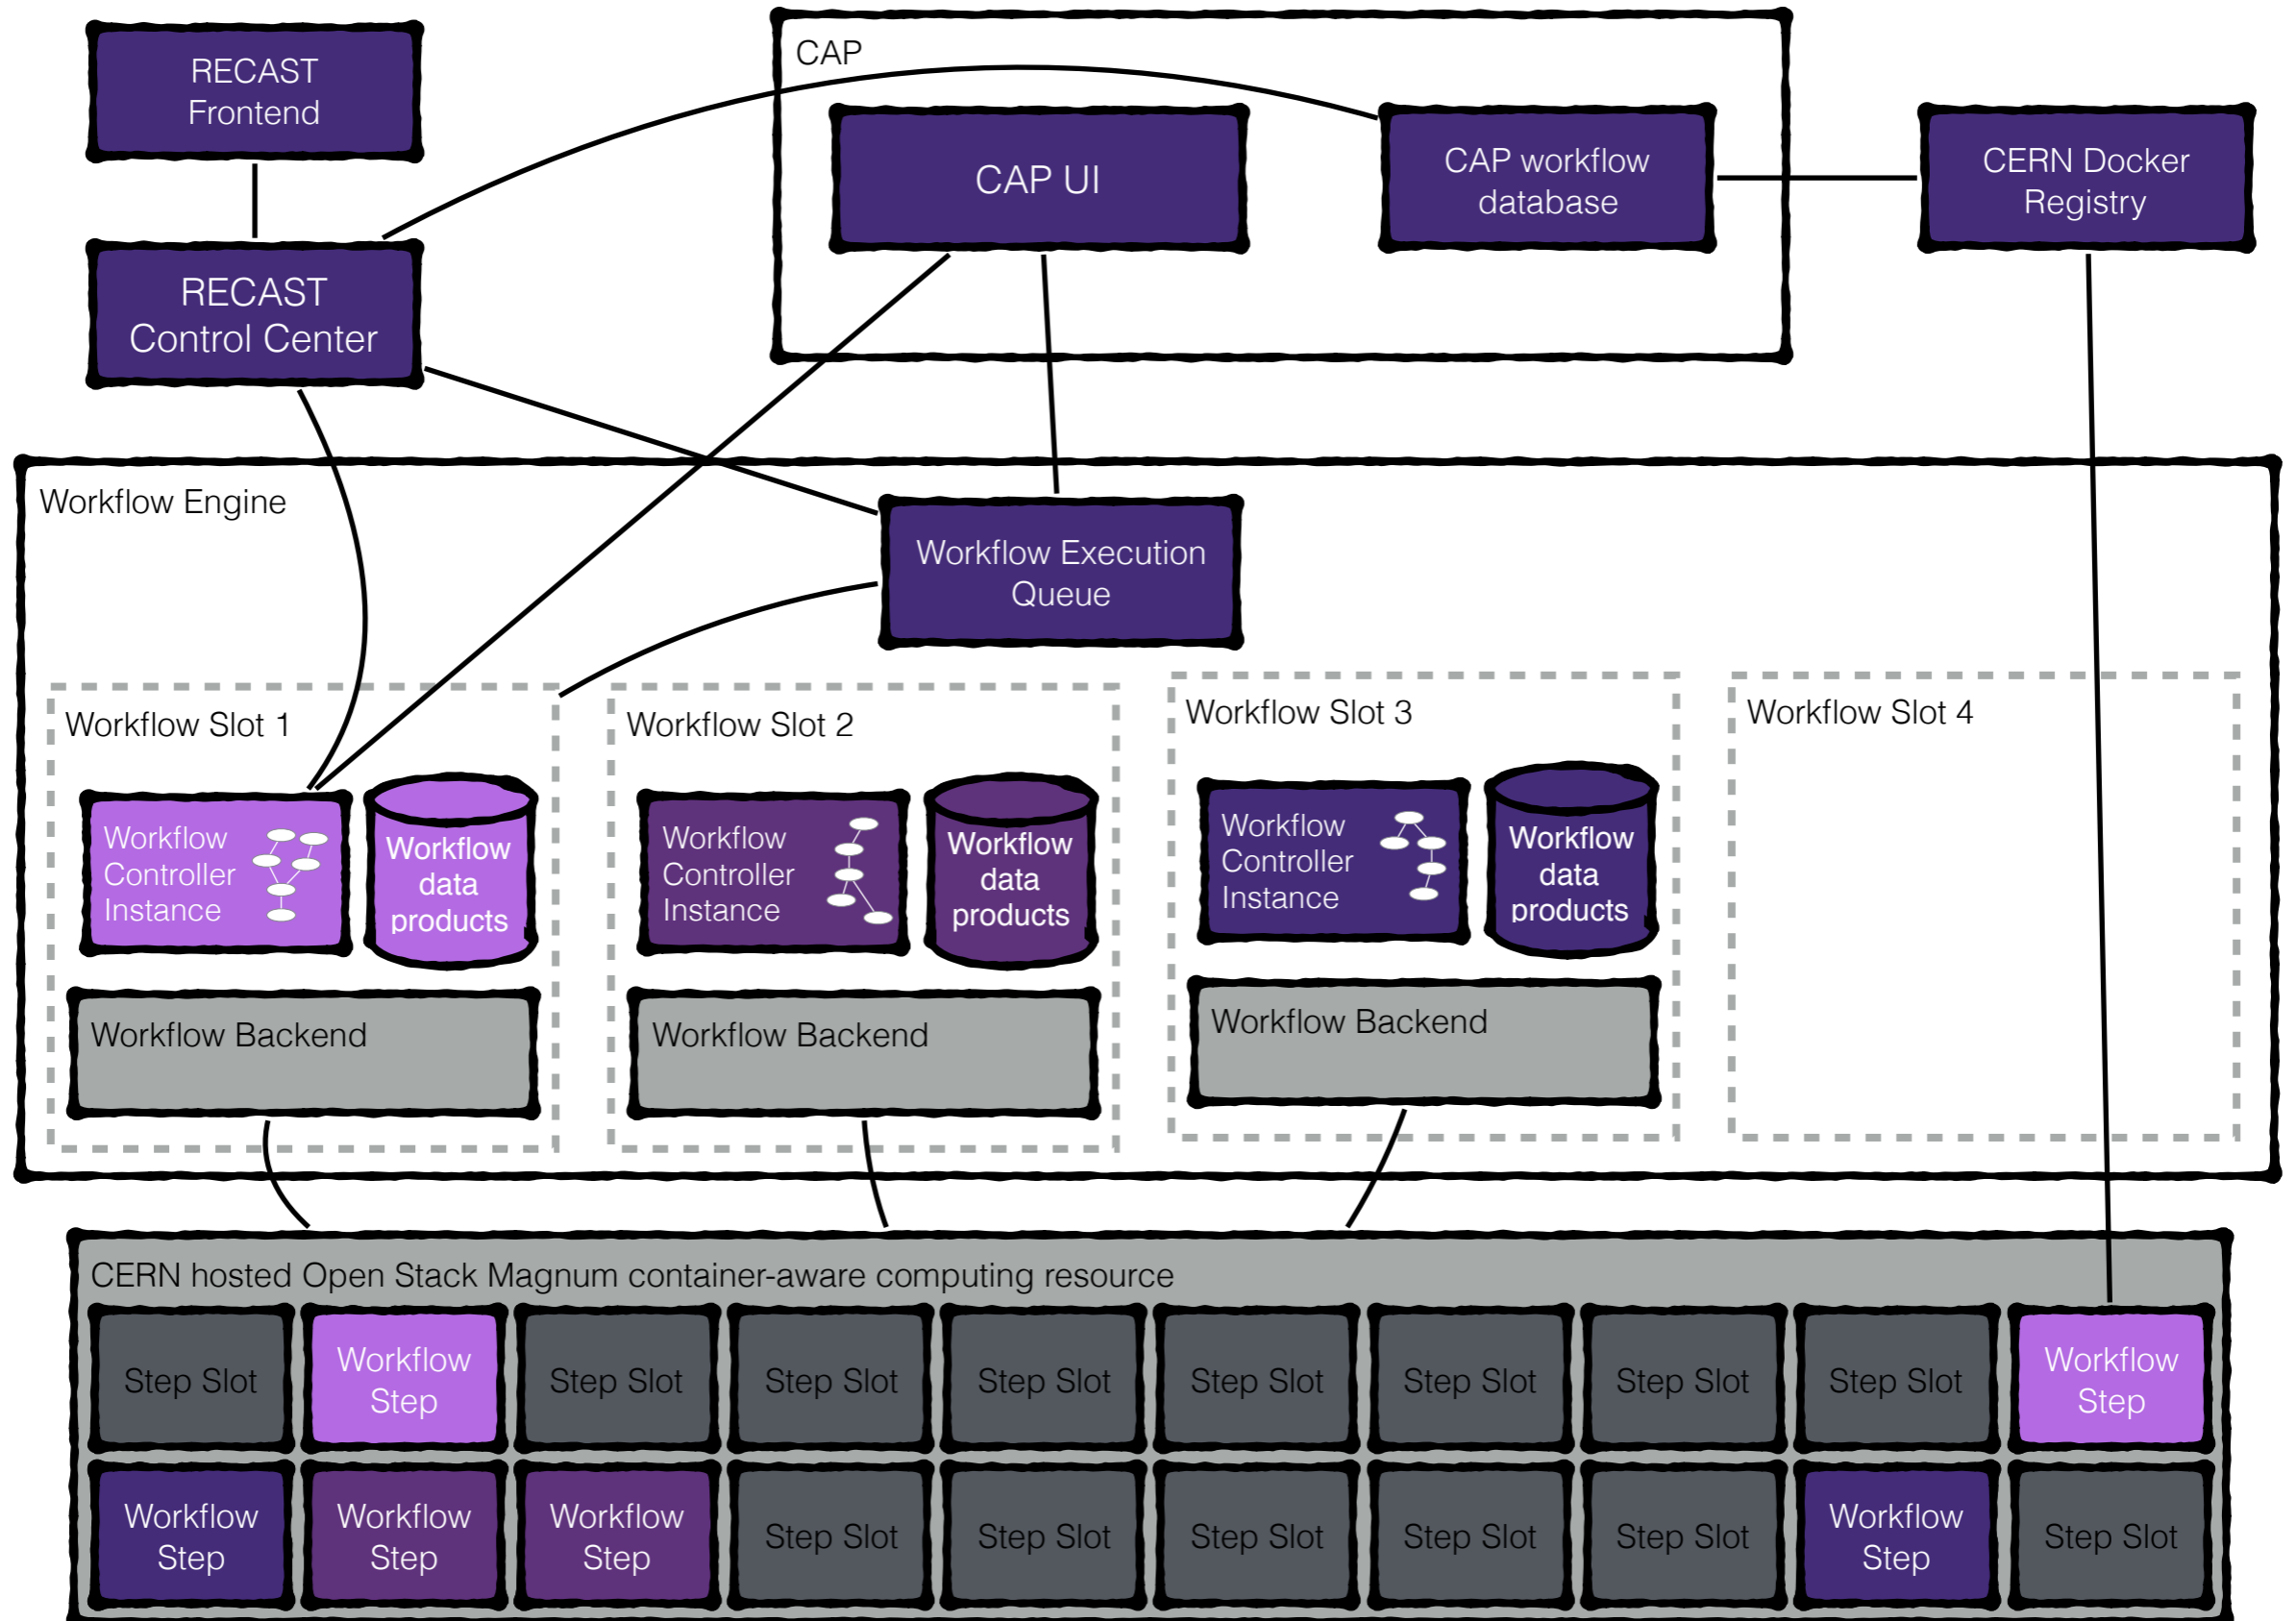 RECAST
Frontend
CAP
CAP UI
CAP workflow
database
CERN Docker
Registry
RECAST
Control Center
Workflow Engine
Workflow Execution
Queue
Workflow Slot 1
Workflow
Controller
Instance
Workflow
data
products
Workflow Backend
Workflow Slot 2
Workflow
Controller
Instance
Workflow
data
products
Workflow Backend
Workflow Slot 3
Workflow
Controller
Instance
Workflow
data
products
Workflow Backend
Workflow Slot 4
CERN hosted Open Stack Magnum container-aware computing resource
Step Slot
Workflow
Step
Step Slot
Step Slot
Step Slot
Step Slot
Step Slot
Step Slot
Step Slot
Workflow
Step
Workflow
Step
Workflow
Step
Workflow
Step
Step Slot
Step Slot
Step Slot
Step Slot
Step Slot
Workflow
Step
Step Slot